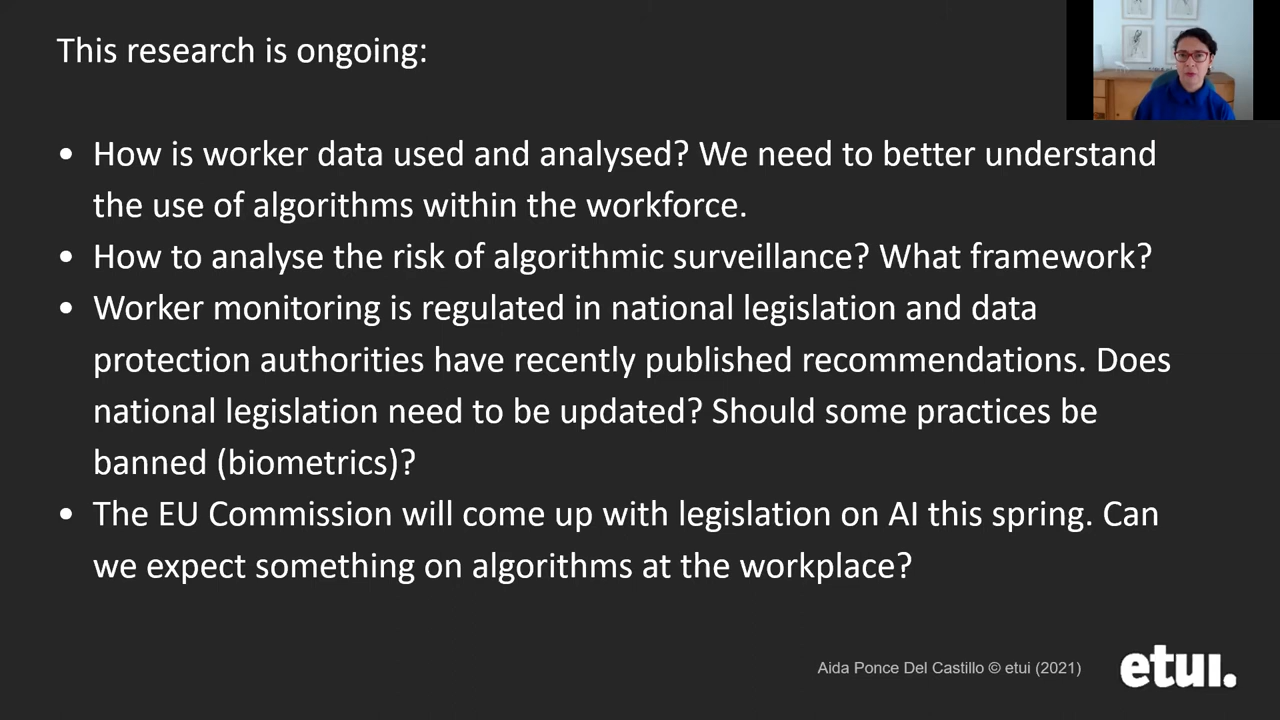 This research is ongoing:
• How is worker data used and analysed? We need to better understand
the use of algorithms within the workforce.
• How to analyse the risk of algorithmic surveillance? What framework?
• Worker monitoring is regulated in national legislation and data
protection authorities have recently published recommendations. Does
national legislation need to be updated? Should some practices be
banned (biometrics)?
• The EU Commission will come up with legislation on AI this spring. Can
we expect something on algorithms at the workplace?
Aida Ponce Del Castillo © etui (2021)
etui.